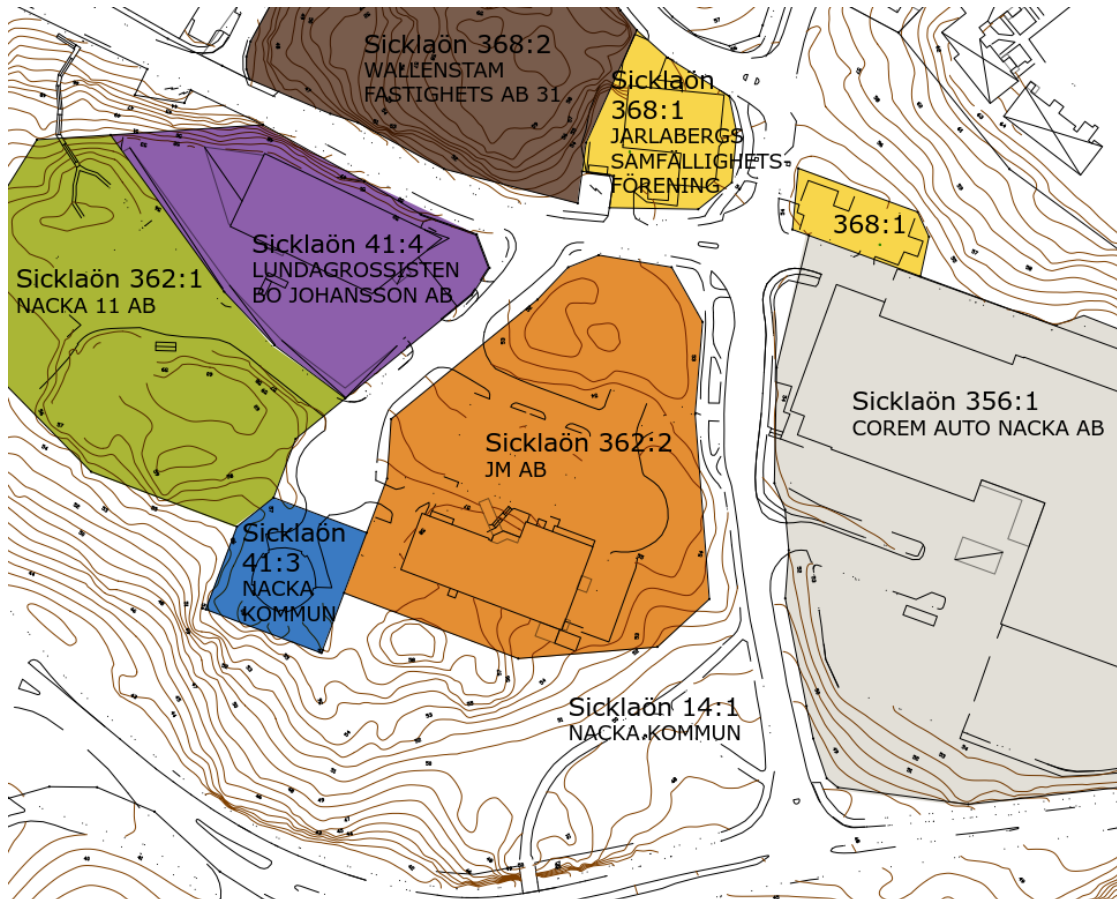 Sicklaön 368:2
WALLENSTAM
FASTIGHETS AB 31
Sicklaön
368:1
JARLABERGS
SAMFÄLLIGHETS-
FÖRENING
368:1
Sicklaön 41:4
LUNDAGROSSISTEN
BO JOHANSSON AB
Sicklaön 362:1
NACKA 11 AB
Sicklaön 356:1
COREM AUTO NACKA AB
Sicklaön 362:2
JM AB
Sicklaön
41:3
NACKA
KOMMUN
Sicklaön 14:1
NACKA KOMMUN